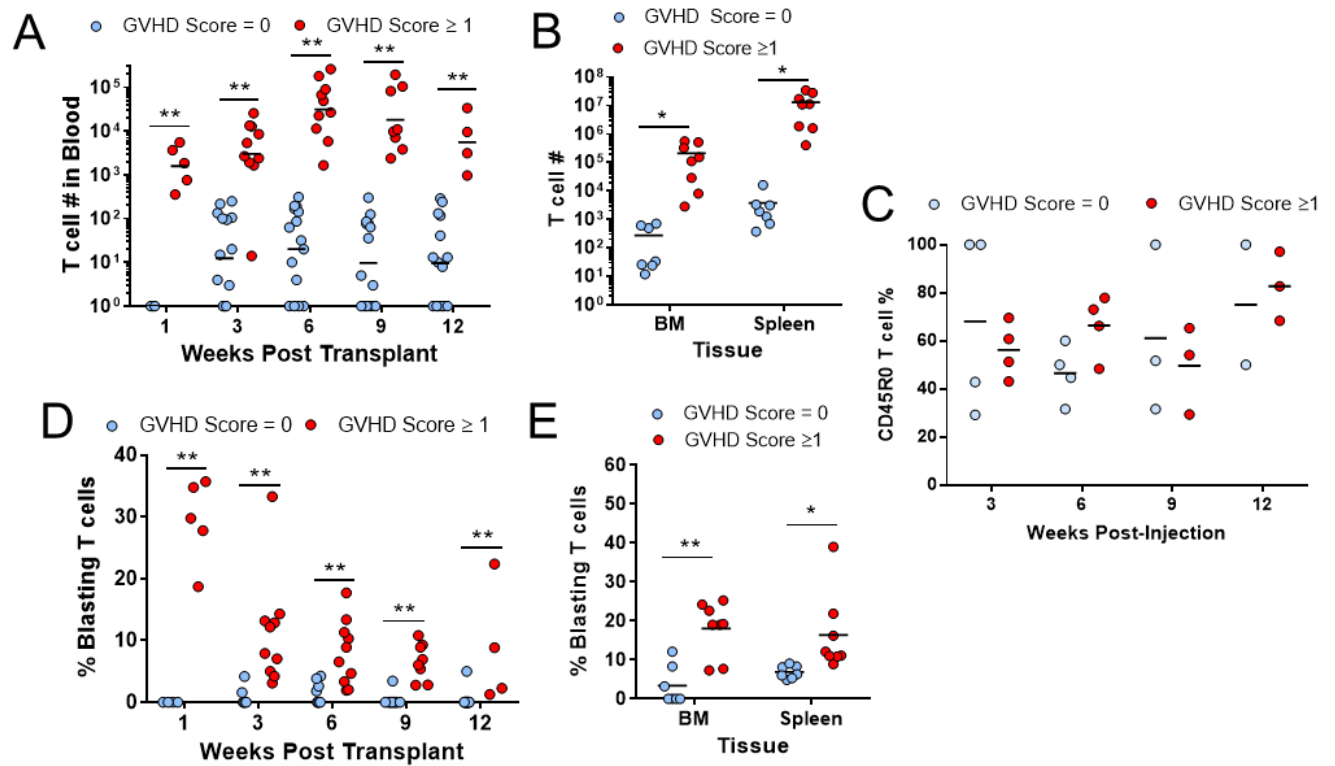 A
GVHD Score = 0
GVHD Score ≥ 1
T cell # in Blood
10⁵
10⁴
10³
10²
10¹
10⁰
** ** ** ** **
1 3 6 9 12
Weeks Post Transplant
B
GVHD Score = 0
GVHD Score ≥1
T cell #
10⁸
10⁷
10⁶
10⁵
10⁴
10³
10²
10¹
10⁰
* *
BM Spleen
Tissue
C
GVHD Score = 0
GVHD Score ≥1
CD45R0 T cell %
100
80
60
40
20
0
3 6 9 12
Weeks Post-Injection
D
GVHD Score = 0
GVHD Score ≥ 1
% Blasting T cells
40
30
20
10
0
** ** ** ** **
1 3 6 9 12
Weeks Post Transplant
E
GVHD Score = 0
GVHD Score ≥1
% Blasting T cells
60
50
40
30
20
10
0
** *
BM Spleen
Tissue